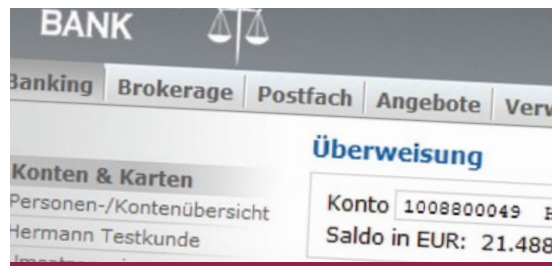 BANK
Banking Brokerage Postfach Angebote
Überweisung
Konten & Karten
Personen-/Kontenübersicht
Hermann Testkunde
Konto 1008800049
Saldo in EUR: 21.488